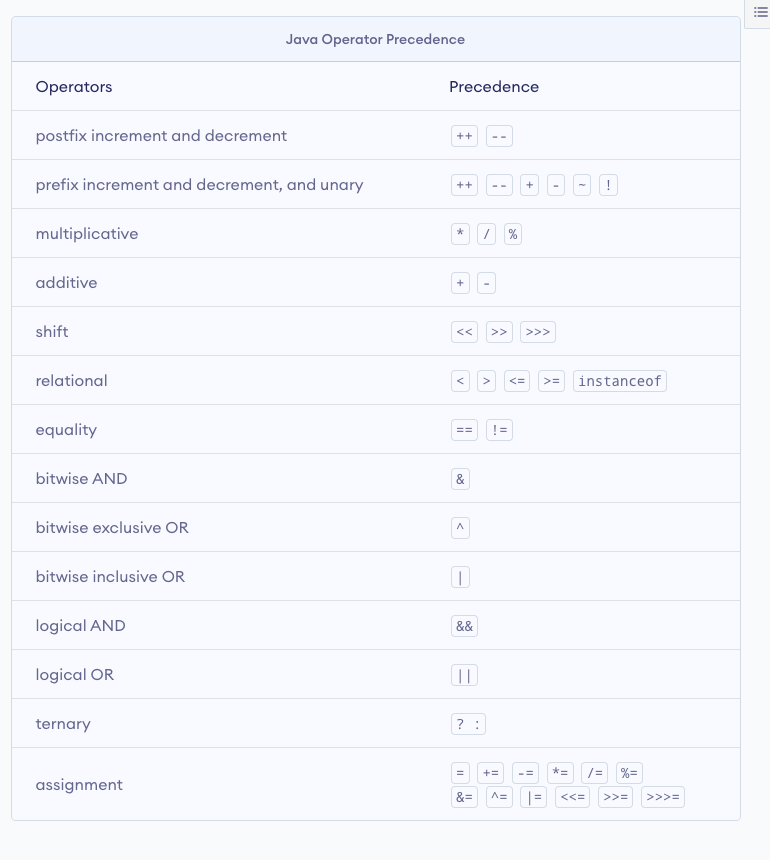 Java Operator Precedence
Operators Precedence
postfix increment and decrement ++ --
prefix increment and decrement, and unary ++ -- + - ~ !
multiplicative * / %
additive + -
shift << >> >>>
relational < > <= >= instanceof
equality == !=
bitwise AND &
bitwise exclusive OR ^
bitwise inclusive OR |
logical AND &&
logical OR ||
ternary ? :
assignment = += -= *= /= %=
&= ^= |= <<= >>= >>>=